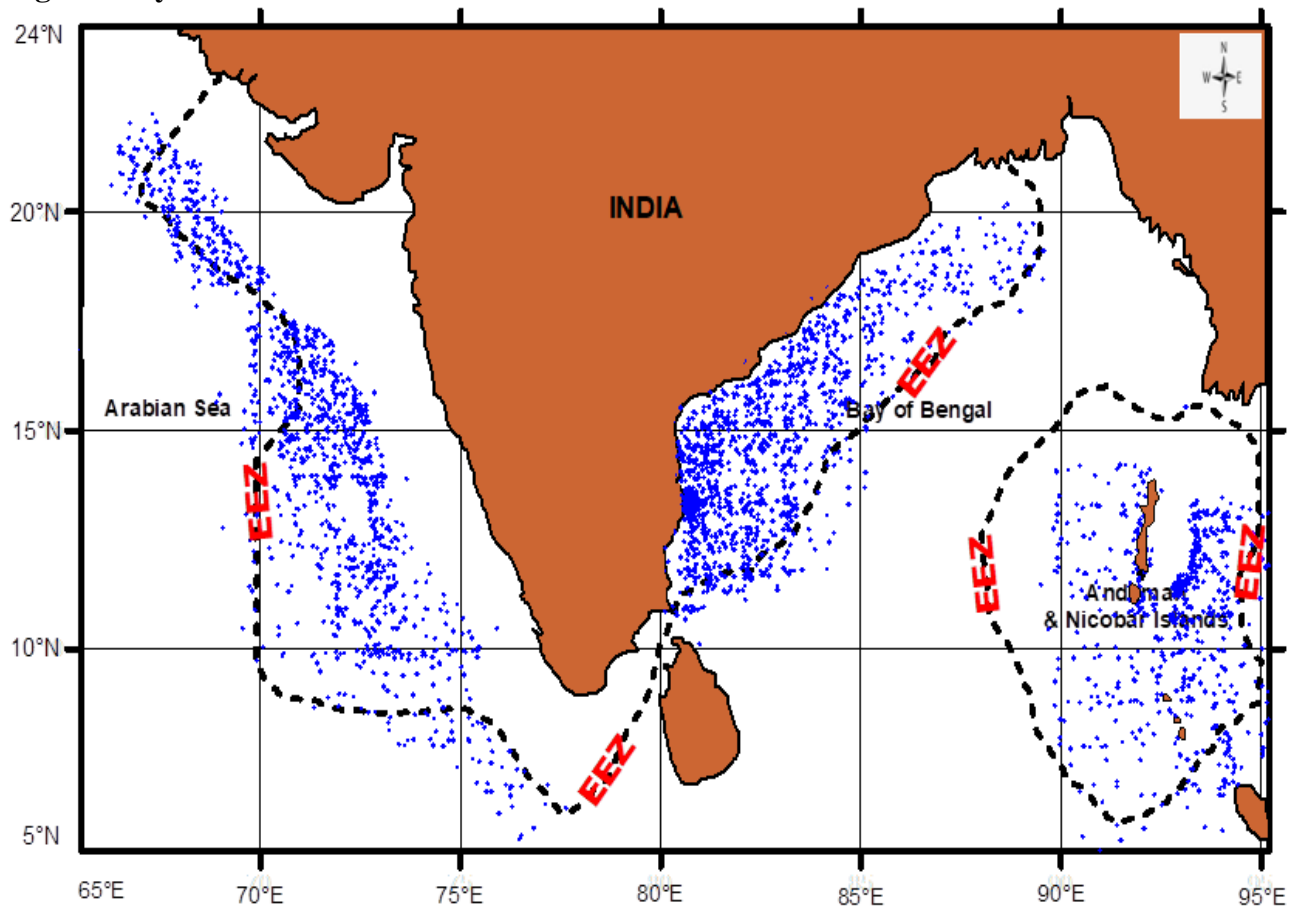 24°N
N
W E
S
INDIA
20°N
EEZ
Arabian Sea
Bay of Bengal
15°N
EEZ
EEZ
EEZ
Andama
& Nicobar Islands
10°N
EEZ
5°N
65°E
70°E
75°E
80°E
85°E
90°E
95°E